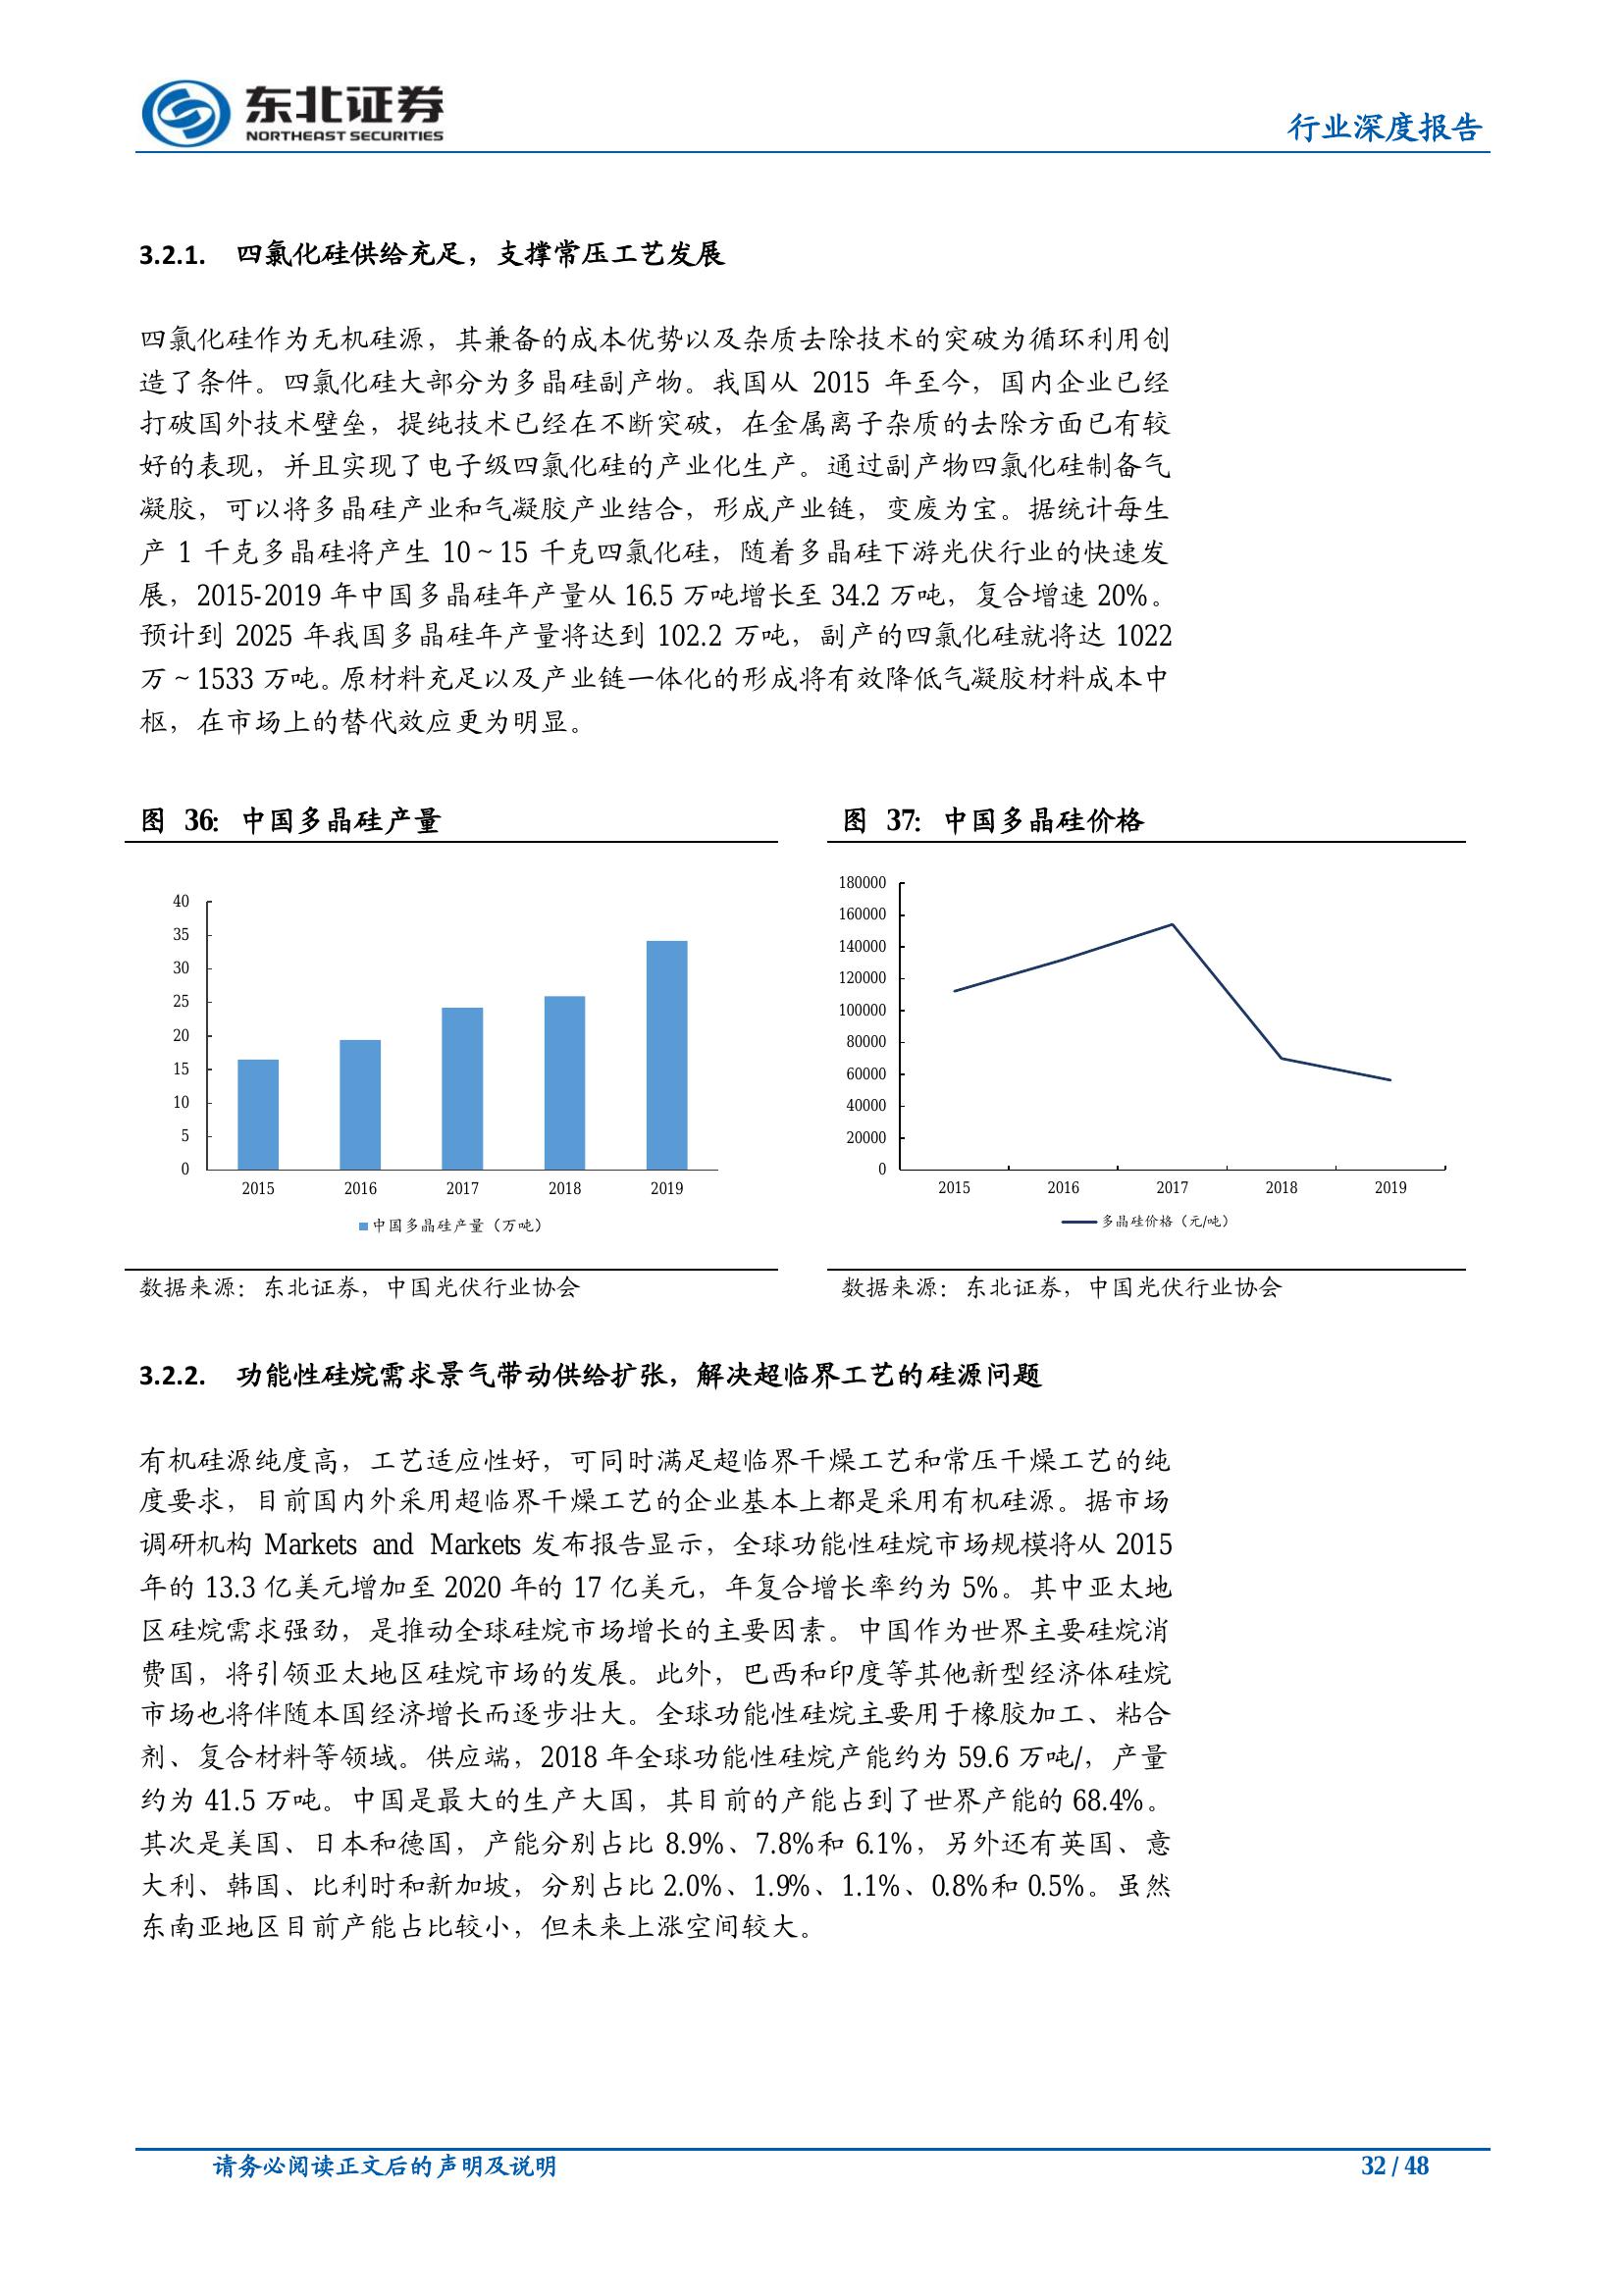 东北证券
NORTHEAST SECURITIES
行业深度报告
3.2.1. 四氯化硅供给充足，支撑常压工艺发展
四氯化硅作为无机硅源，其兼备的成本优势以及杂质去除技术的突破为循环利用创
造了条件。四氯化硅大部分为多晶硅副产物。我国从 2015 年至今，国内企业已经
打破国外技术壁垒，提纯技术已经在不断突破，在金属离子杂质的去除方面已有较
好的表现，并且实现了电子级四氯化硅的产业化生产。通过副产物四氯化硅制备气
凝胶，可以将多晶硅产业和气凝胶产业结合，形成产业链，变废为宝。据统计每生
产 1 千克多晶硅将产生 10~15 千克四氯化硅，随着多晶硅下游光伏行业的快速发
展，2015-2019 年中国多晶硅年产量从 16.5 万吨增长至 34.2 万吨，复合增速 20%。
预计到 2025 年我国多晶硅年产量将达到 102.2 万吨，副产的四氯化硅就将达 1022
万~1533 万吨。原材料充足以及产业链一体化的形成将有效降低气凝胶材料成本中
枢，在市场上的替代效应更为明显。
图 36：中国多晶硅产量
40
35
30
25
20
15
10
5
0
2015 2016 2017 2018 2019
中国多晶硅产量（万吨）
数据来源：东北证券，中国光伏行业协会
图 37：中国多晶硅价格
180000
160000
140000
120000
100000
80000
60000
40000
20000
0
2015 2016 2017 2018 2019
多晶硅价格（元/吨）
数据来源：东北证券，中国光伏行业协会
3.2.2. 功能性硅烷需求景气带动供给扩张，解决超临界工艺的硅源问题
有机硅源纯度高，工艺适应性好，可同时满足超临界干燥工艺和常压干燥工艺的纯
度要求，目前国内外采用超临界干燥工艺的企业基本上都是采用有机硅源。据市场
调研机构 Markets and Markets 发布报告显示，全球功能性硅烷市场规模将从 2015
年的 13.3 亿美元增加至 2020 年的 17 亿美元，年复合增长率约为 5%。其中亚太地
区硅烷需求强劲，是推动全球硅烷市场增长的主要因素。中国作为世界主要硅烷消
费国，将引领亚太地区硅烷市场的发展。此外，巴西和印度等其他新型经济体硅烷
市场也将伴随本国经济增长而逐步壮大。全球功能性硅烷主要用于橡胶加工、粘合
剂、复合材料等领域。供应端，2018 年全球功能性硅烷产能约为 59.6 万吨/，产量
约为 41.5 万吨。中国是最大的生产大国，其目前的产能占到了世界产能的 68.4%。
其次是美国、日本和德国，产能分别占比 8.9%、7.8%和 6.1%，另外还有英国、意
大利、韩国、比利时和新加坡，分别占比 2.0%、1.9%、1.1%、0.8%和 0.5%。虽然
东南亚地区目前产能占比较小，但未来上涨空间较大。
请务必阅读正文后的声明及说明
32 / 48